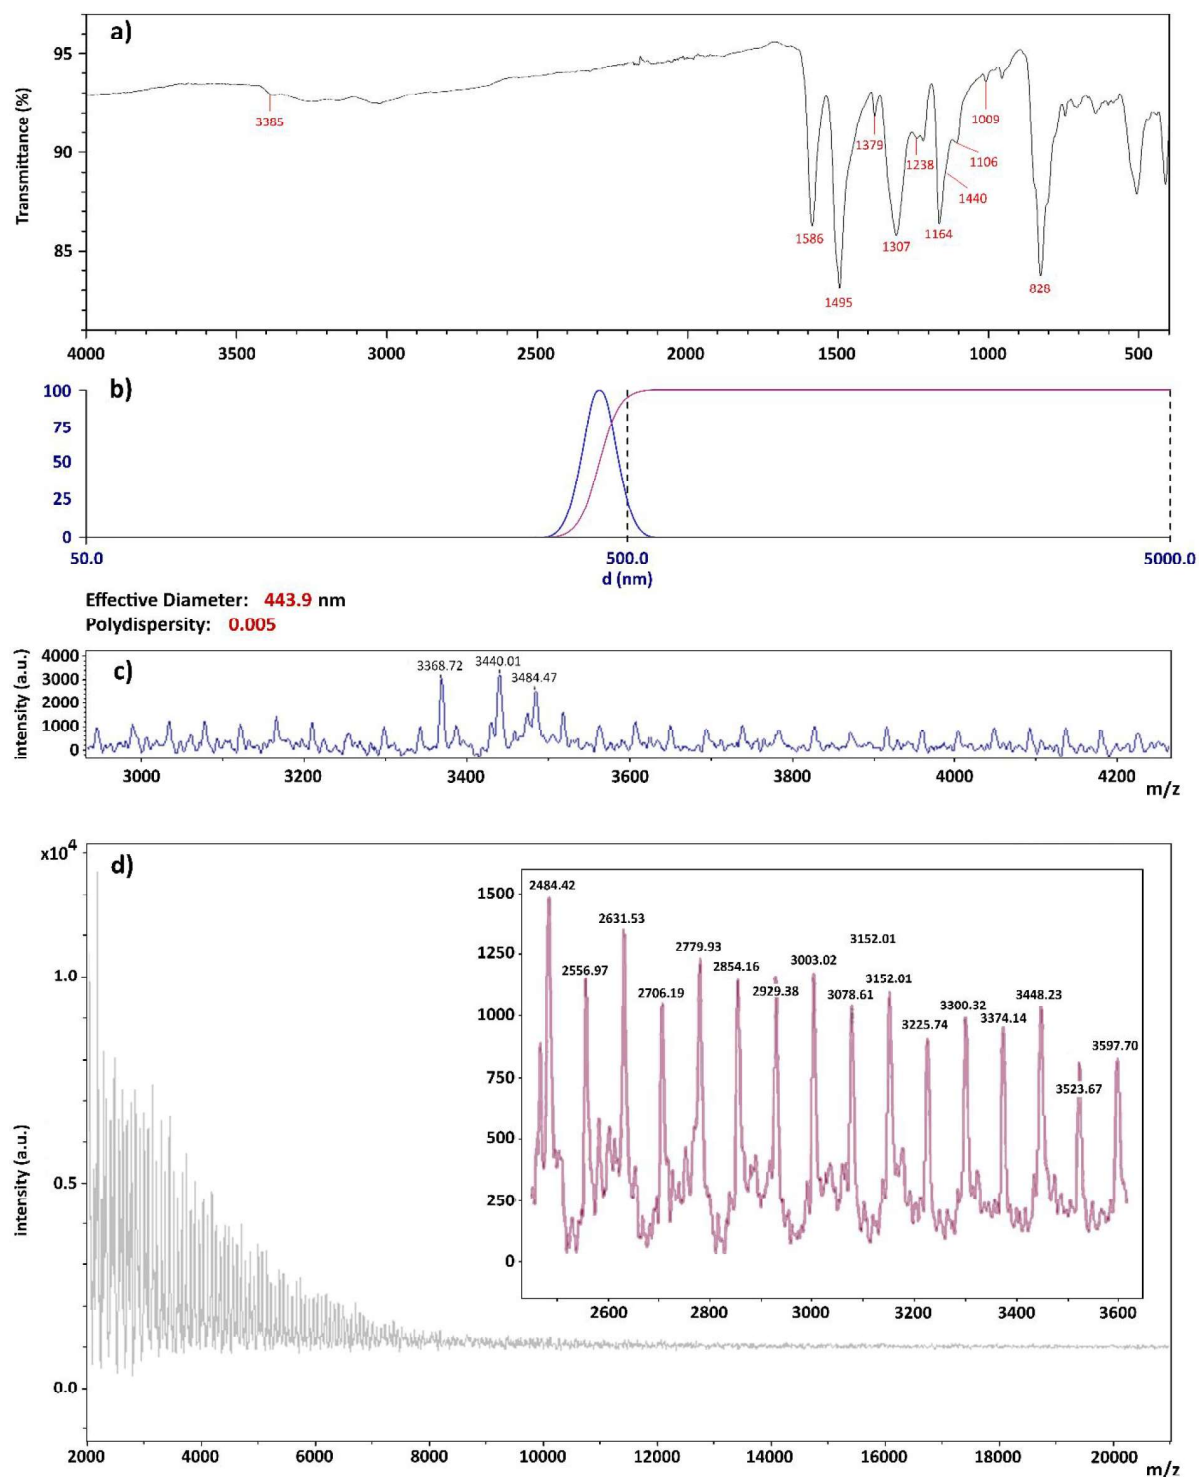 a)
Transmittance (%)
95
90
85
3385
1586
1495
1379
1307
1238
1164
1440
1106
1009
828
4000 3500 3000 2500 2000 1500 1000 500
b)
100
75
50
25
0
50.0 500.0 5000.0
d (nm)
Effective Diameter: 443.9 nm
Polydispersity: 0.005
c)
intensity (a.u.)
4000
3000
2000
1000
0
3368.72 3440.01 3484.47
3000 3200 3400 3600 3800 4000 4200
m/z
d)
x10⁴
intensity (a.u.)
1.0
0.5
0.0
2000 4000 6000 8000 10000 12000 14000 16000 18000 20000
m/z
1500
1250
1000
750
500
250
0
2484.42
2556.97
2631.53
2706.19
2779.93
2854.16
2929.38
3003.02
3078.61
3152.01
3152.01
3225.74
3300.32
3374.14
3448.23
3523.67
3597.70
2600 2800 3000 3200 3400 3600